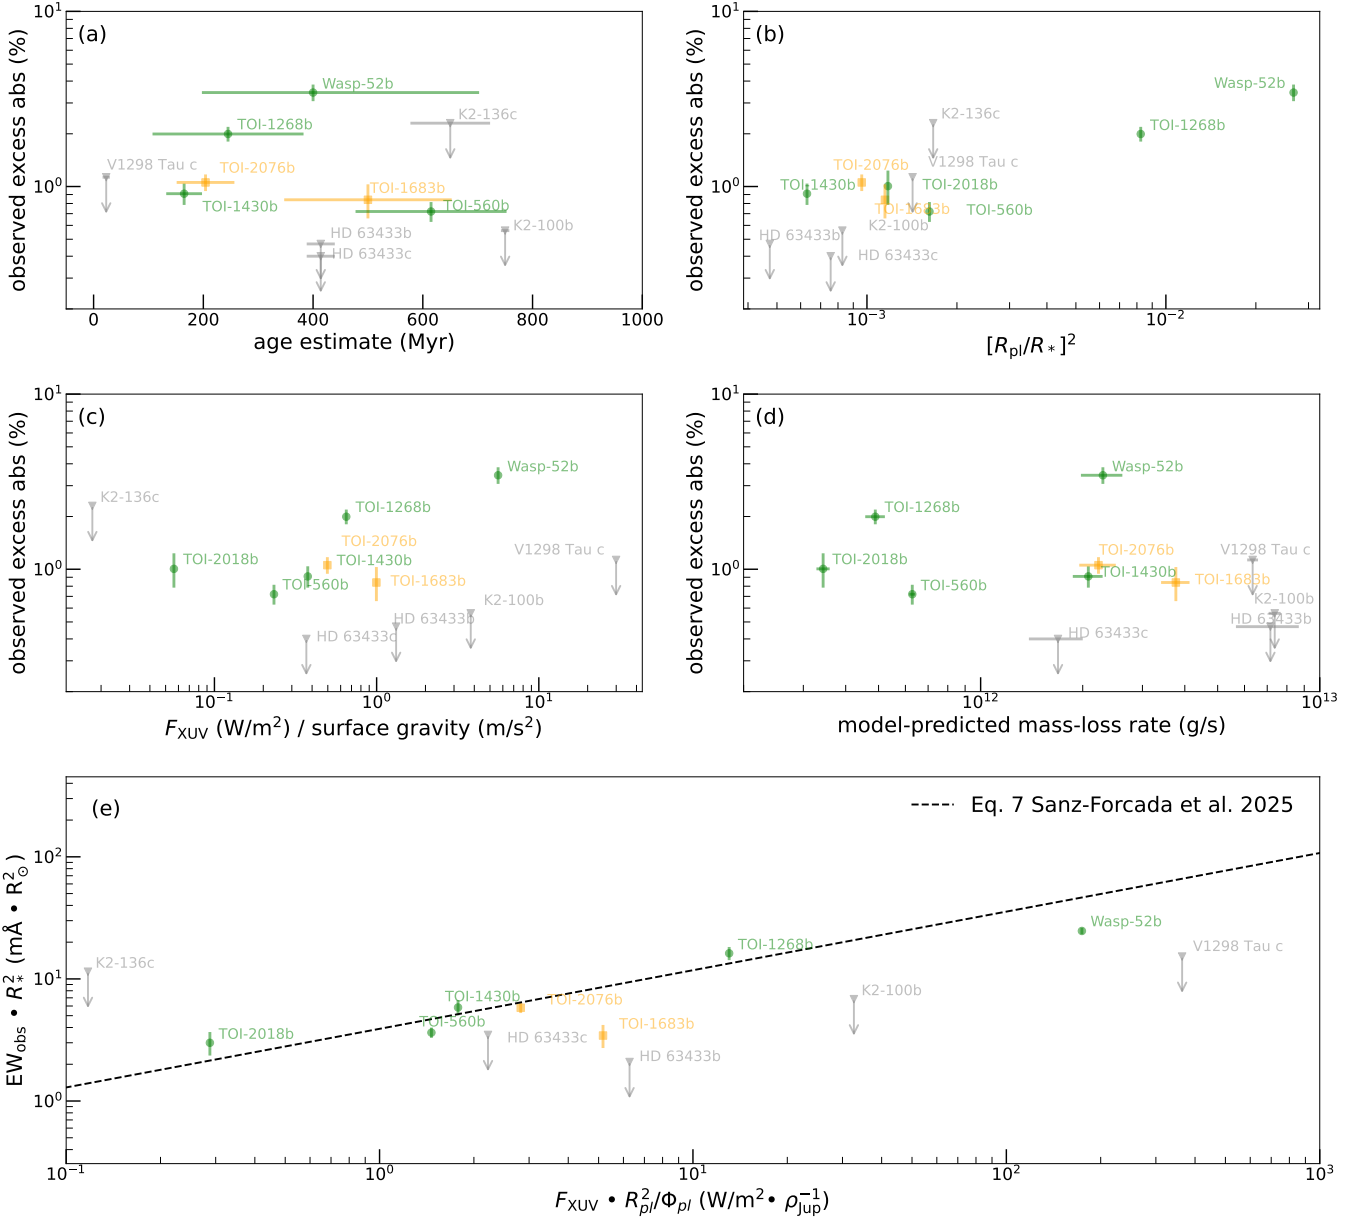 (a)
observed excess abs (%)
10¹
10⁰
Wasp-52b
K2-136c
TOI-1268b
V1298 Tau c
TOI-2076b
TOI-1683b
TOI-1430b
TOI-560b
K2-100b
HD 63433b
HD 63433c
0 200 400 600 800 1000
age estimate (Myr)
(b)
observed excess abs (%)
10¹
10⁰
Wasp-52b
K2-136c
TOI-1268b
V1298 Tau c
TOI-2076b
TOI-1430b
TOI-2018b
TOI-1683b
TOI-560b
K2-100b
HD 63433b
HD 63433c
10⁻³ 10⁻²
[R_pl/R_*]²
(c)
observed excess abs (%)
10¹
10⁰
Wasp-52b
K2-136c
TOI-1268b
TOI-2076b
V1298 Tau c
TOI-2018b
TOI-1430b
TOI-560b
TOI-1683b
K2-100b
HD 63433b
HD 63433c
10⁻¹ 10⁰ 10¹
F_XUV (W/m²) / surface gravity (m/s²)
(d)
observed excess abs (%)
10¹
10⁰
Wasp-52b
TOI-1268b
TOI-2076b
V1298 Tau c
TOI-2018b
TOI-1430b
TOI-1683b
TOI-560b
K2-100b
HD 63433b
HD 63433c
10¹² 10¹³
model-predicted mass-loss rate (g/s)
(e)
Eq. 7 Sanz-Forcada et al. 2025
EW_obs • R_*² (mÅ • R_⊙²)
10²
10¹
10⁰
Wasp-52b
TOI-1268b
V1298 Tau c
K2-136c
K2-100b
TOI-1430b
TOI-2076b
TOI-560b
TOI-1683b
TOI-2018b
HD 63433c
HD 63433b
10⁻¹ 10⁰ 10¹ 10² 10³
F_XUV • R_pl²/Φ_pl (W/m² • ρ_Jup⁻¹)